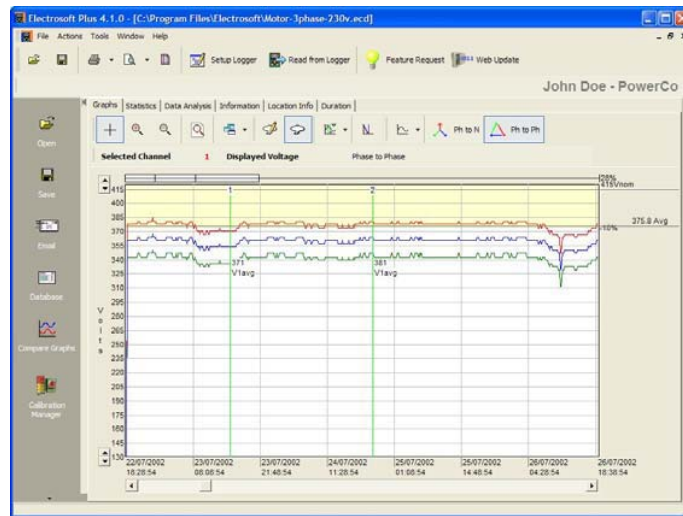 Electrosoft Plus 4.1.0 - [C:\Program Files\Electrosoft\Motor-3phase-230v.ecd]
File Actions Tools Window Help
Setup Logger Read from Logger Feature Request Web Update
John Doe - PowerCo
Graphs Statistics Data Analysis Information Location Info Duration
Ph to N Ph to Ph
Selected Channel 1 Displayed Voltage Phase to Phase
Open
Save
Email
Database
Compare Graphs
Calibration
Manager
Volts
415
400
385
370
355
340
325
310
295
280
265
250
235
220
205
190
175
160
145
130
1
2
415Vnom
375.8 Avg
-10%
371
V1avg
381
V1avg
22/07/2002 23/07/2002 23/07/2002 24/07/2002 25/07/2002 25/07/2002 26/07/2002 26/07/2002
18:28:54 08:08:54 21:48:54 11:28:54 01:08:54 14:48:54 04:28:54 18:38:54